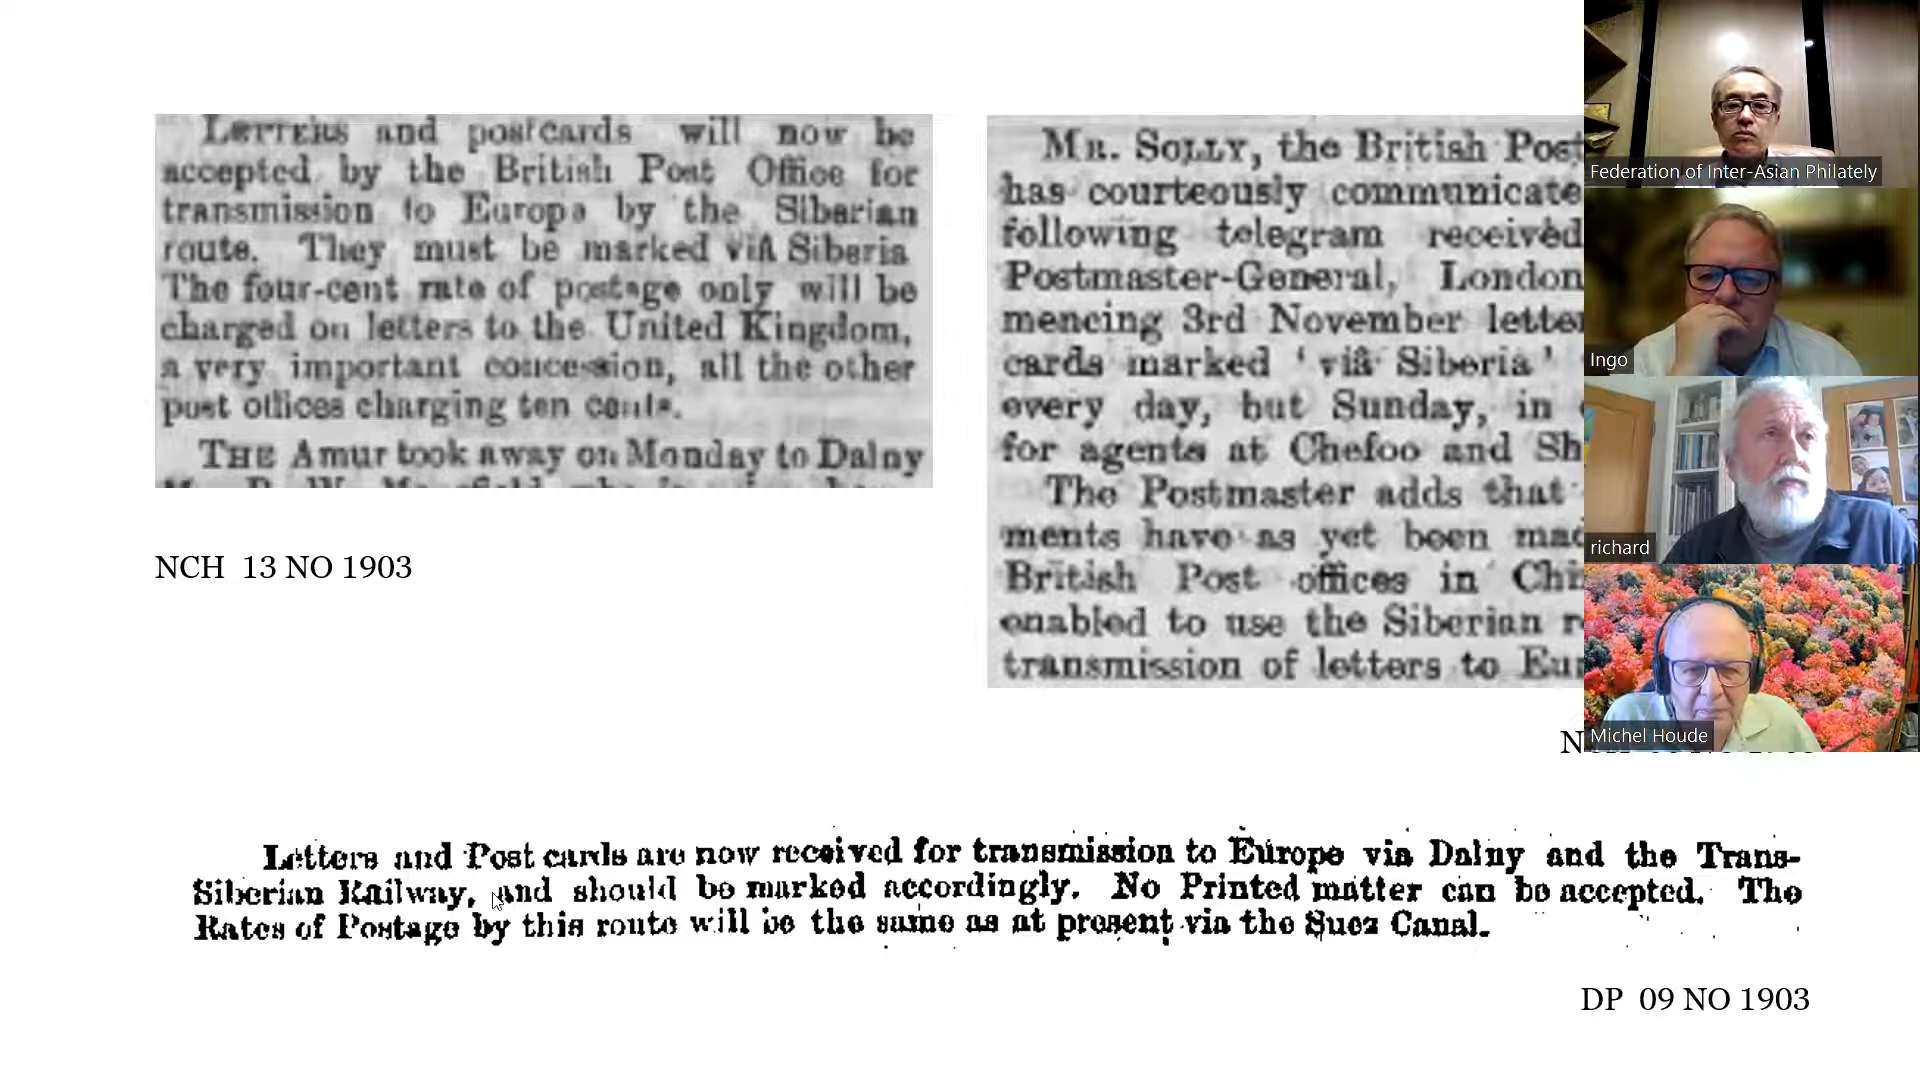 LETTERS and postcards will now be
accepted by the British Post Office for
transmission to Europe by the Siberian
route. They must be marked viâ Siberia
The four-cent rate of postage only will be
charged on letters to the United Kingdom,
a very important concession, all the other
post offices charging ten cents.
THE Amur took away on Monday to Dalny
NCH 13 NO 1903
MR. SOLLY, the British Post
has courteously communicate
following telegram received
Postmaster-General, London
mencing 3rd November letter
cards marked ' viâ Siberia '
every day, but Sunday, in
for agents at Chefoo and Sh
The Postmaster adds that
ments have as yet been mad
British Post offices in Chi
enabled to use the Siberian r
transmission of letters to Eur
Letters and Post cards are now received for transmission to Europe via Dalny and the Trans-
Siberian Railway, and should be marked accordingly. No Printed matter can be accepted. The
Rates of Postage by this route will be the same as at present via the Suez Canal.
DP 09 NO 1903
Federation of Inter-Asian Philately
Ingo
richard
Michel Houde